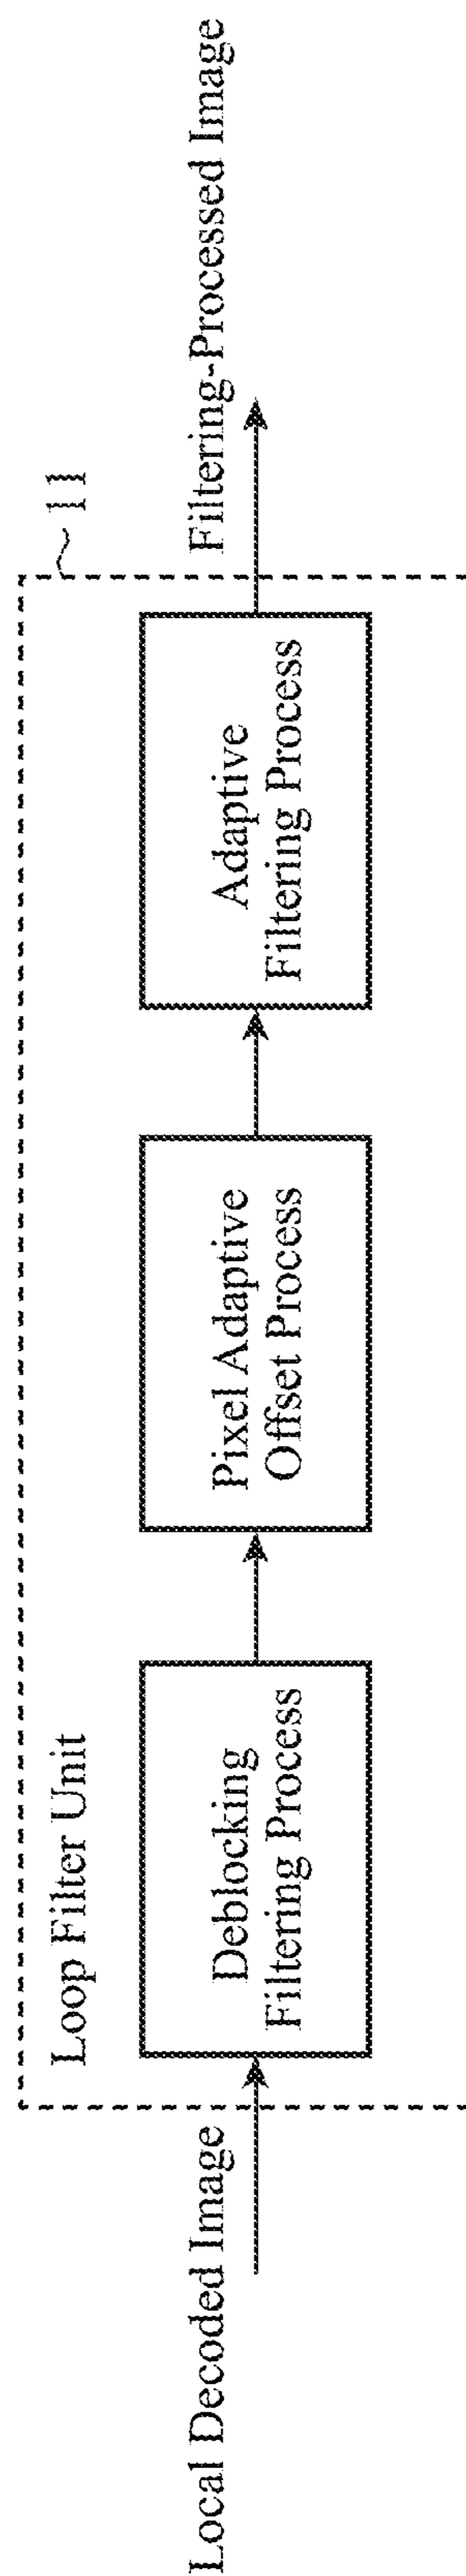 Local Decoded Image
Loop Filter Unit
Deblocking
Filtering Process
Pixel Adaptive
Offset Process
Adaptive
Filtering Process
~11
Filtering-Processed Image